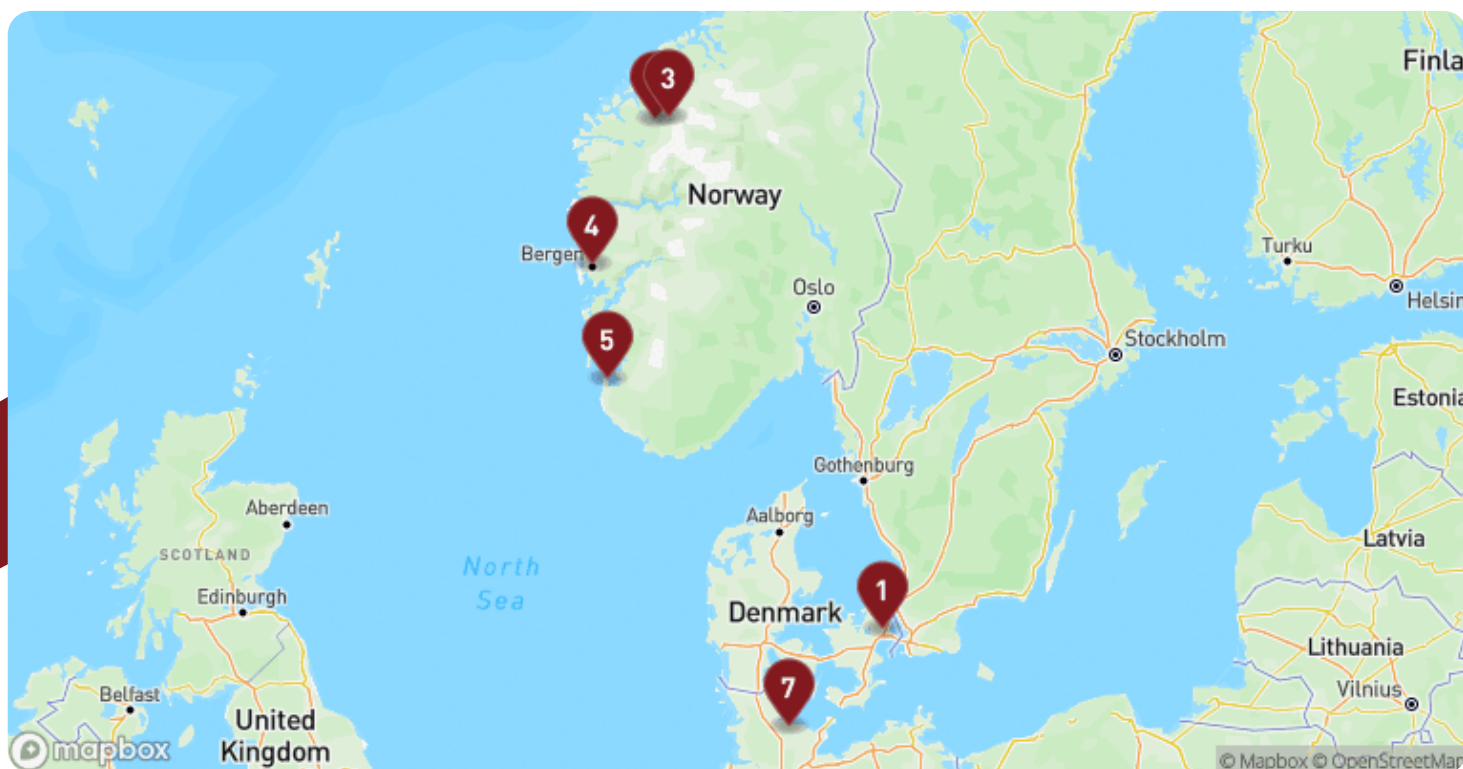 Finla
3
Norway
4
Bergen
Turku
Oslo
Helsin
5
Stockholm
Estonia
Gothenburg
Aberdeen
Aalborg
SCOTLAND
Latvia
North
Sea
1
Edinburgh
Denmark
Lithuania
7
Belfast
Vilnius
United
Kingdom
mapbox
© Mapbox © OpenStreetMap